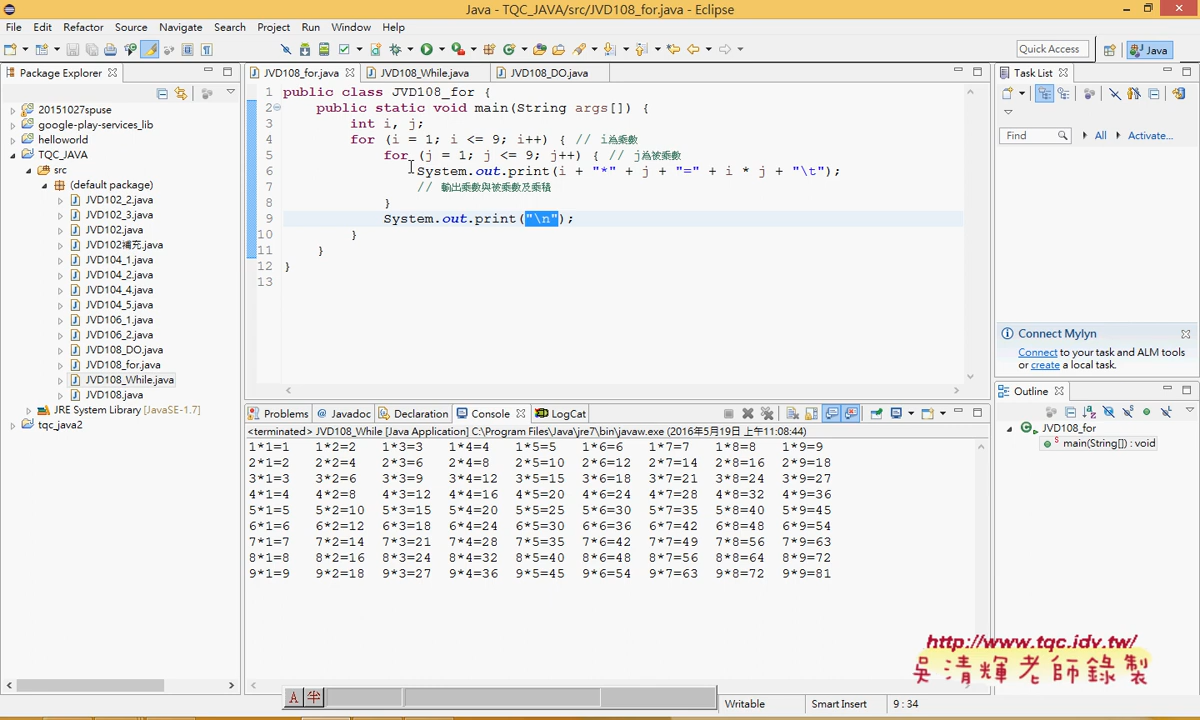 Java - TQC_JAVA/src/JVD108_for.java - Eclipse
File Edit Refactor Source Navigate Search Project Run Window Help
Quick Access
Java
Package Explorer
20151027spuse
google-play-services_lib
helloworld
TQC_JAVA
src
(default package)
JVD102_2.java
JVD102_3.java
JVD102.java
JVD102補充.java
JVD104_1.java
JVD104_2.java
JVD104_4.java
JVD104_5.java
JVD106_1.java
JVD106_2.java
JVD108_DO.java
JVD108_for.java
JVD108_While.java
JVD108.java
JRE System Library [JavaSE-1.7]
tqc_java2
JVD108_for.java JVD108_While.java JVD108_DO.java
1 public class JVD108_for {
2 public static void main(String args[]) {
3 int i, j;
4 for (i = 1; i <= 9; i++) { // i為乘數
5 for (j = 1; j <= 9; j++) { // j為被乘數
6 System.out.print(i + "*" + j + "=" + i * j + "\t");
7 // 輸出乘數與被乘數及乘積
8 }
9 System.out.print("\n");
10 }
11 }
12 }
13
Problems Javadoc Declaration Console LogCat
<terminated> JVD108_While [Java Application] C:\Program Files\Java\jre7\bin\javaw.exe (2016年5月19日 上午11:08:44)
1*1=1 1*2=2 1*3=3 1*4=4 1*5=5 1*6=6 1*7=7 1*8=8 1*9=9
2*1=2 2*2=4 2*3=6 2*4=8 2*5=10 2*6=12 2*7=14 2*8=16 2*9=18
3*1=3 3*2=6 3*3=9 3*4=12 3*5=15 3*6=18 3*7=21 3*8=24 3*9=27
4*1=4 4*2=8 4*3=12 4*4=16 4*5=20 4*6=24 4*7=28 4*8=32 4*9=36
5*1=5 5*2=10 5*3=15 5*4=20 5*5=25 5*6=30 5*7=35 5*8=40 5*9=45
6*1=6 6*2=12 6*3=18 6*4=24 6*5=30 6*6=36 6*7=42 6*8=48 6*9=54
7*1=7 7*2=14 7*3=21 7*4=28 7*5=35 7*6=42 7*7=49 7*8=56 7*9=63
8*1=8 8*2=16 8*3=24 8*4=32 8*5=40 8*6=48 8*7=56 8*8=64 8*9=72
9*1=9 9*2=18 9*3=27 9*4=36 9*5=45 9*6=54 9*7=63 9*8=72 9*9=81
Task List
Find All Activate...
Connect Mylyn
Connect to your task and ALM tools
or create a local task.
Outline
JVD108_for
main(String[]) : void
http://www.tqc.idv.tw/
吳清輝老師錄製
A 半
Writable Smart Insert 9 : 34